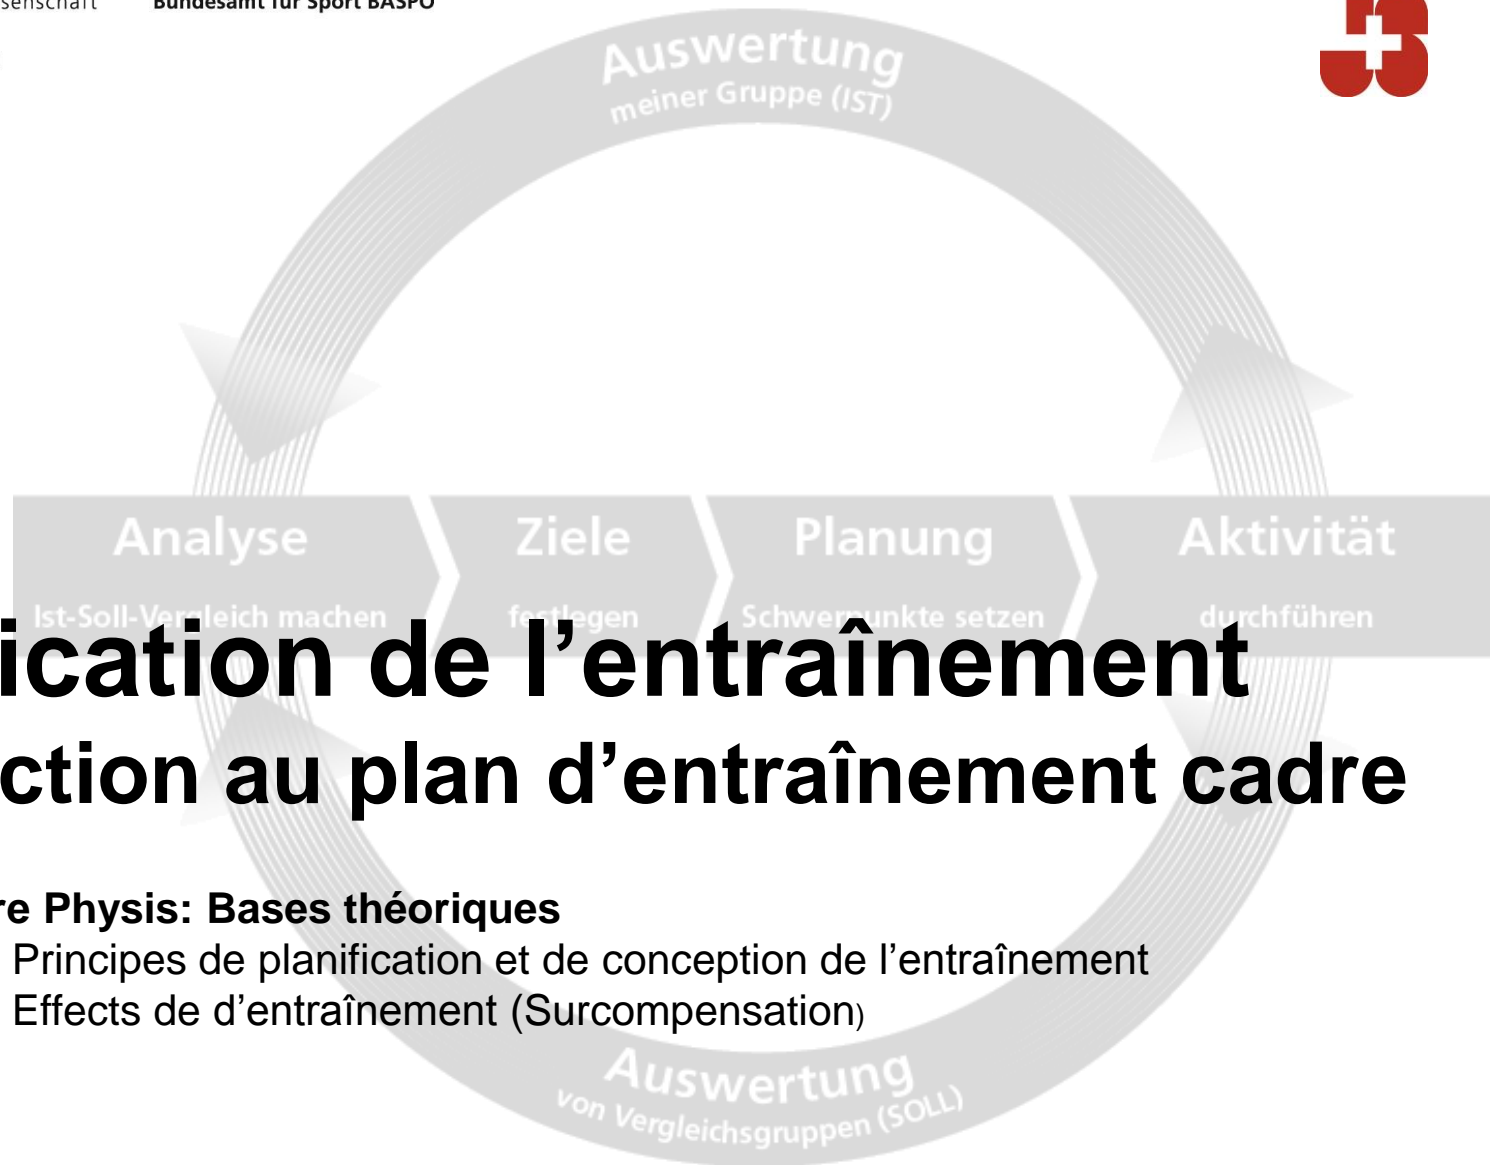 senschaft Bundesamt für Sport BASPO
Auswertung
meiner Gruppe (IST)
Analyse Ziele Planung Aktivität
Ist-Soll-Vergleich machen festlegen Schwerpunkte setzen durchführen
ication de l’entraînement
ction au plan d’entraînement cadre
re Physis: Bases théoriques
Principes de planification et de conception de l’entraînement
Effects de d’entraînement (Surcompensation)
Auswertung
von Vergleichsgruppen (SOLL)